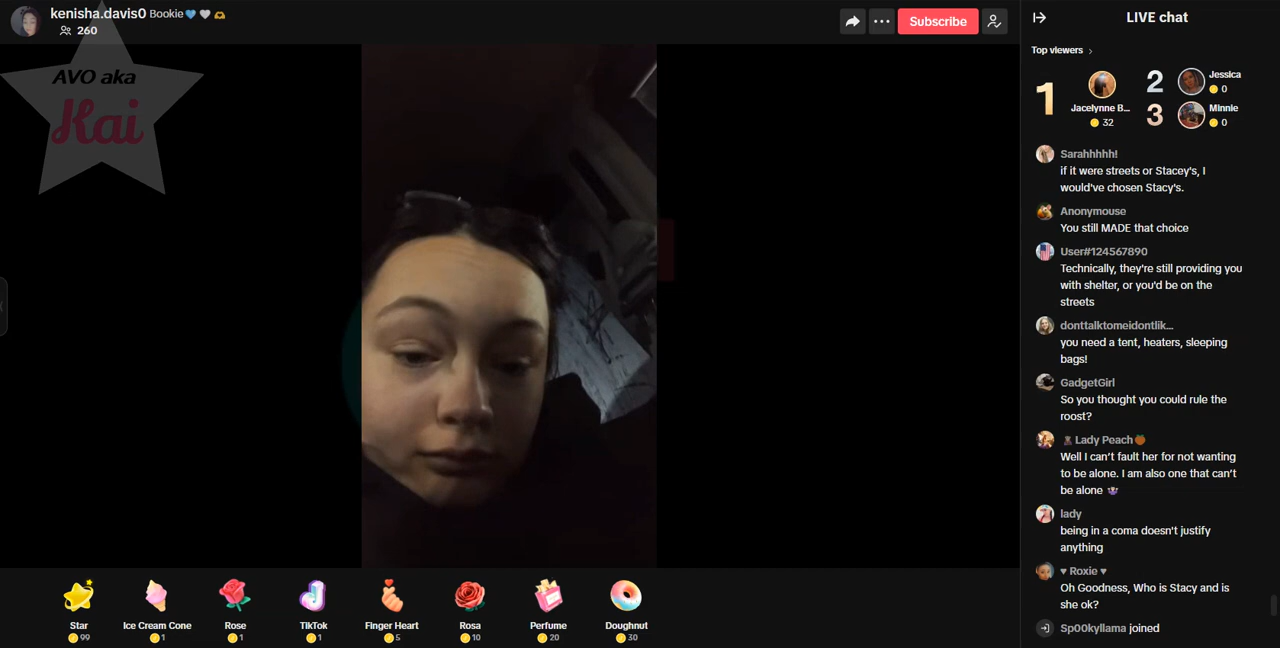 kenisha.davis0 Bookie💙🤍🫶
260
Subscribe
AVO aka
Kai
LIVE chat
Top viewers >
1
Jacelynne B...
32
2
Jessica
0
3
Minnie
0
Sarahhhhh!
if it were streets or Stacey's, I
would've chosen Stacy's.
Anonymouse
You still MADE that choice
User#124567890
Technically, they're still providing you
with shelter, or you'd be on the
streets
donttalktomeidontlik...
you need a tent, heaters, sleeping
bags!
GadgetGirl
So you thought you could rule the
roost?
Lady Peach🍑
Well I can't fault her for not wanting
to be alone. I am also one that can't
be alone
lady
being in a coma doesn't justify
anything
♥ Roxie ♥
Oh Goodness, Who is Stacy and is
she ok?
Sp00kyllama joined
Star
99
Ice Cream Cone
1
Rose
1
TikTok
1
Finger Heart
5
Rosa
10
Perfume
20
Doughnut
30